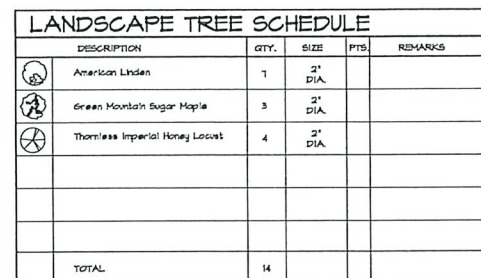 LANDSCAPE TREE SCHEDULE
DESCRIPTION QTY. SIZE PTS. REMARKS
American Linden 7 2" DIA.
Green Mountain Sugar Maple 3 2" DIA.
Thornless Imperial Honey Locust 4 2" DIA.
TOTAL 14